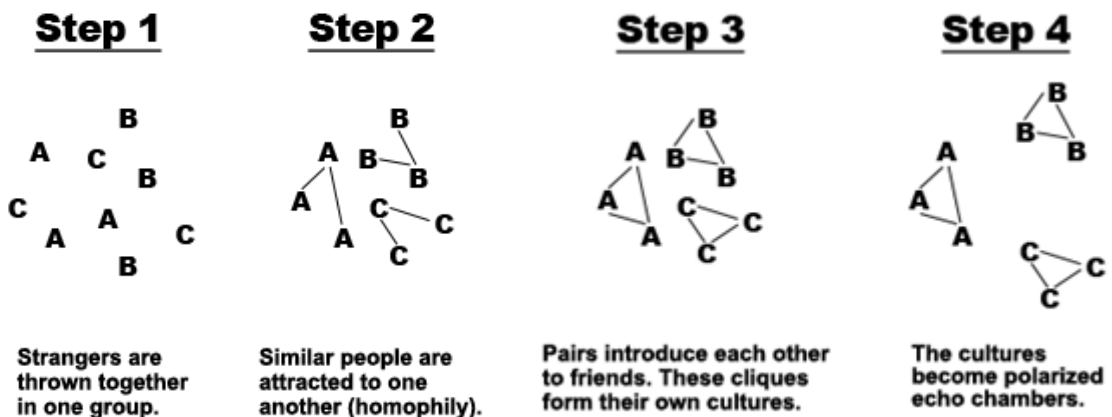 Step 1
Step 2
Step 3
Step 4
B
A
C
B
C
A
A
C
B
B
A
B
B
A
C
C
A
C
B
A
B
B
A
C
C
A
C
B
B
B
A
A
A
C
C
C
Strangers are
thrown together
in one group.
Similar people are
attracted to one
another (homophily).
Pairs introduce each other
to friends. These cliques
form their own cultures.
The cultures
become polarized
echo chambers.